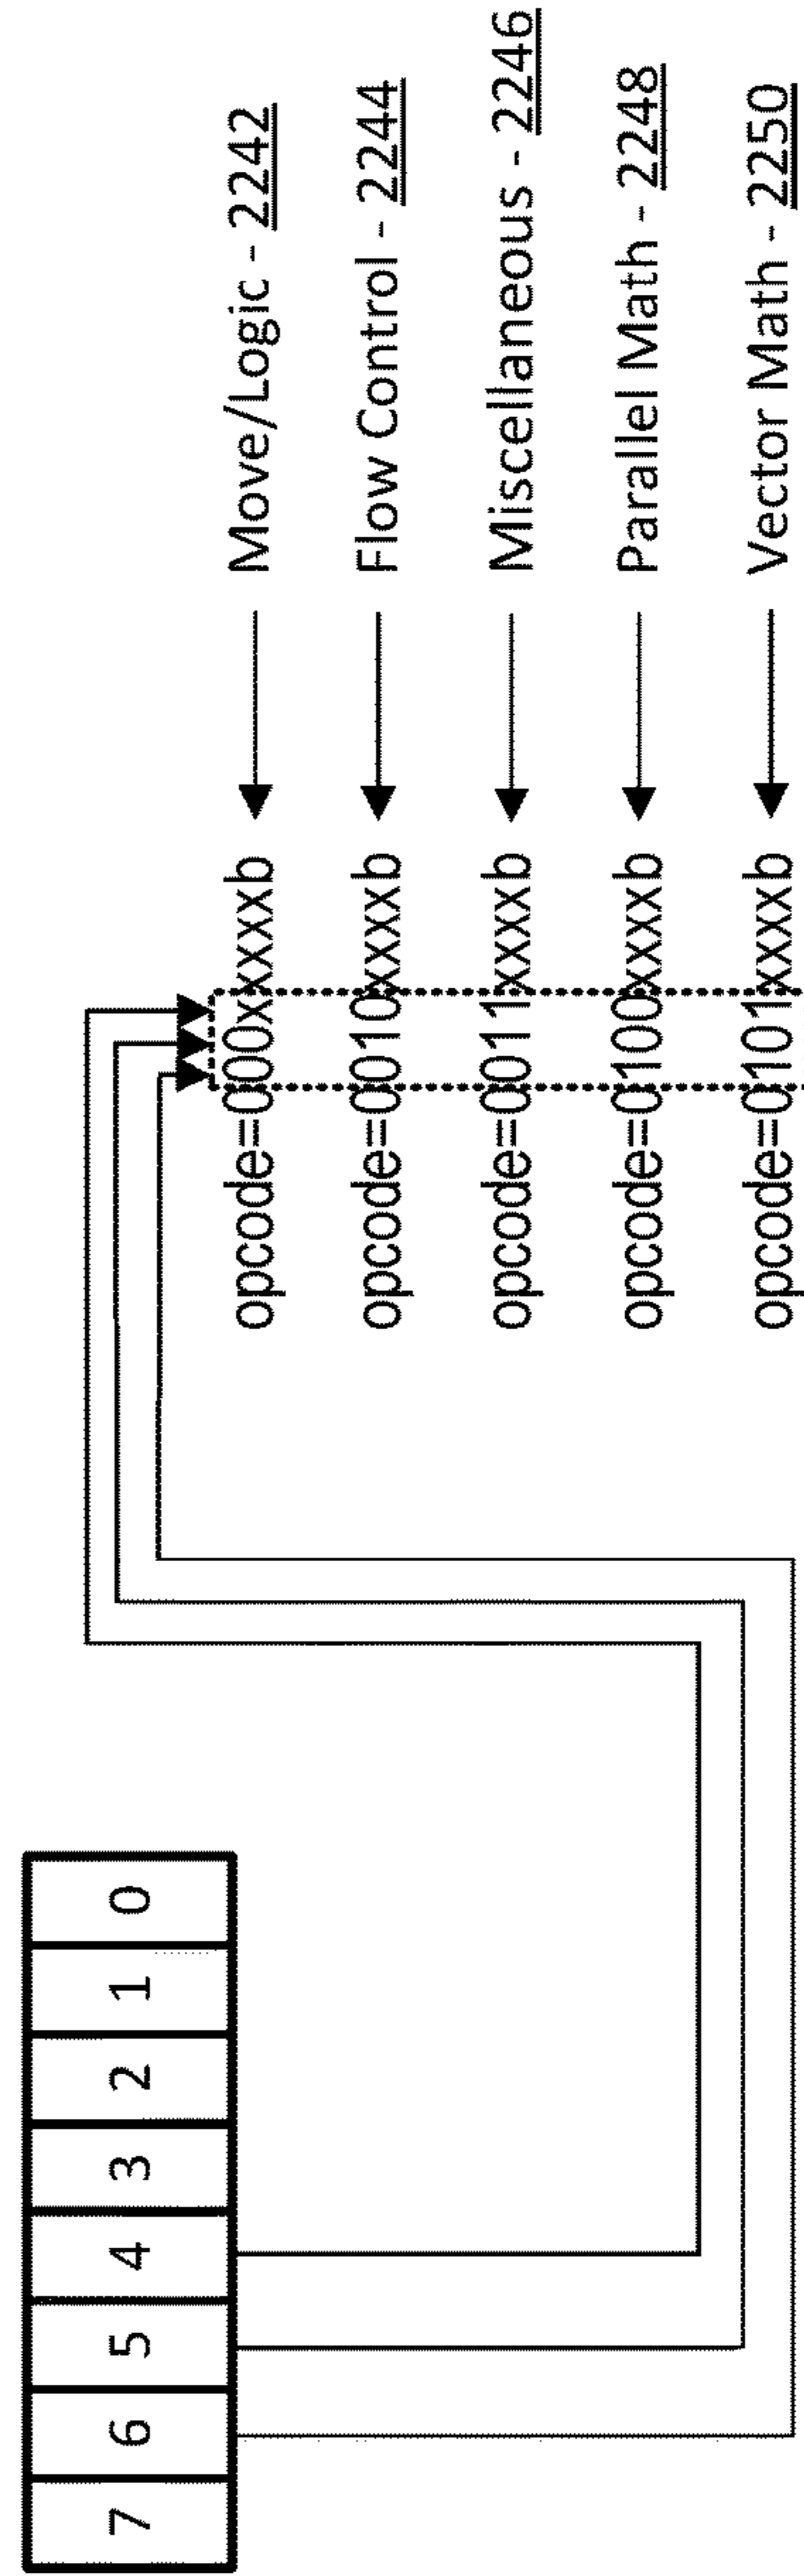 7 6 5 4 3 2 1 0
opcode=000xxxxxb Move/Logic - 2242
opcode=0010xxxxb Flow Control - 2244
opcode=0011xxxxb Miscellaneous - 2246
opcode=0100xxxxb Parallel Math - 2248
opcode=0101xxxxb Vector Math - 2250